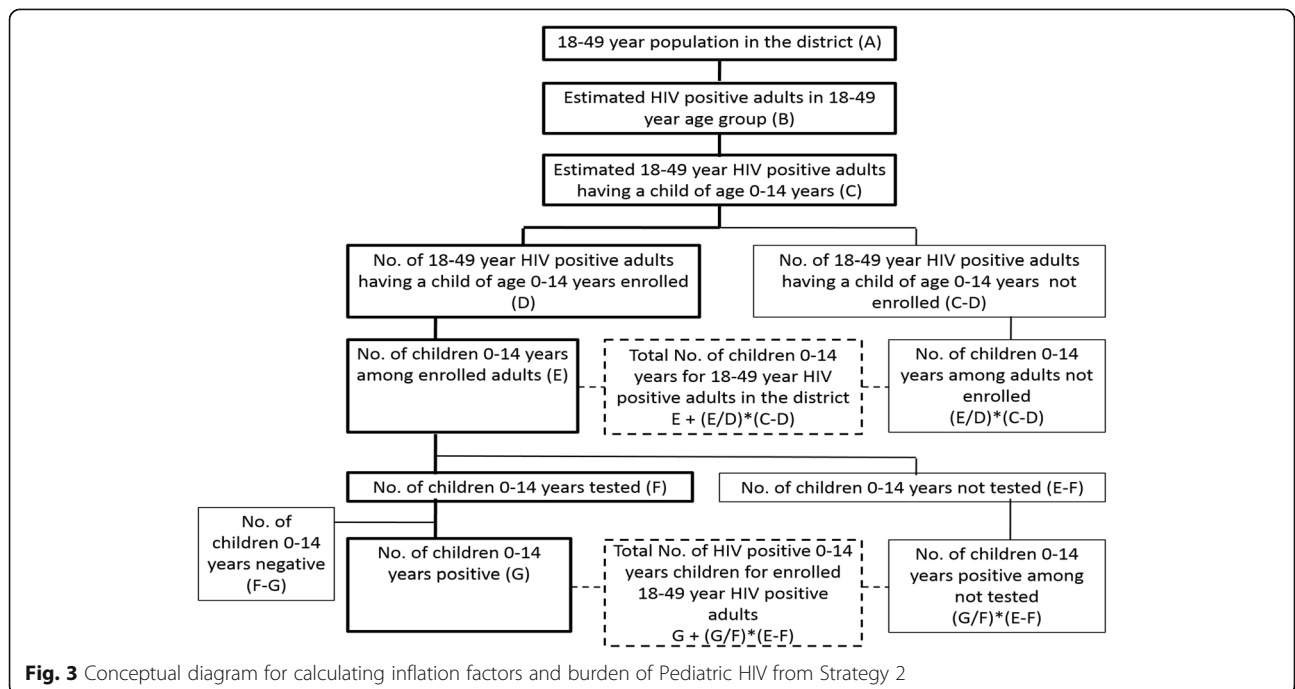 18-49 year population in the district (A)
Estimated HIV positive adults in 18-49
year age group (B)
Estimated 18-49 year HIV positive adults
having a child of age 0-14 years (C)
No. of 18-49 year HIV positive adults
having a child of age 0-14 years enrolled
(D)
No. of 18-49 year HIV positive adults
having a child of age 0-14 years not
enrolled (C-D)
No. of children 0-14 years
among enrolled adults (E)
Total No. of children 0-14
years for 18-49 year HIV
positive adults in the district
E + (E/D)*(C-D)
No. of children 0-14
years among adults not
enrolled
(E/D)*(C-D)
No. of children 0-14 years tested (F)
No. of children 0-14 years not tested (E-F)
No. of
children 0-14
years negative
(F-G)
No. of children 0-14
years positive (G)
Total No. of HIV positive 0-14
years children for enrolled
18-49 year HIV positive
adults
G + (G/F)*(E-F)
No. of children 0-14
years positive among
not tested
(G/F)*(E-F)
Fig. 3 Conceptual diagram for calculating inflation factors and burden of Pediatric HIV from Strategy 2